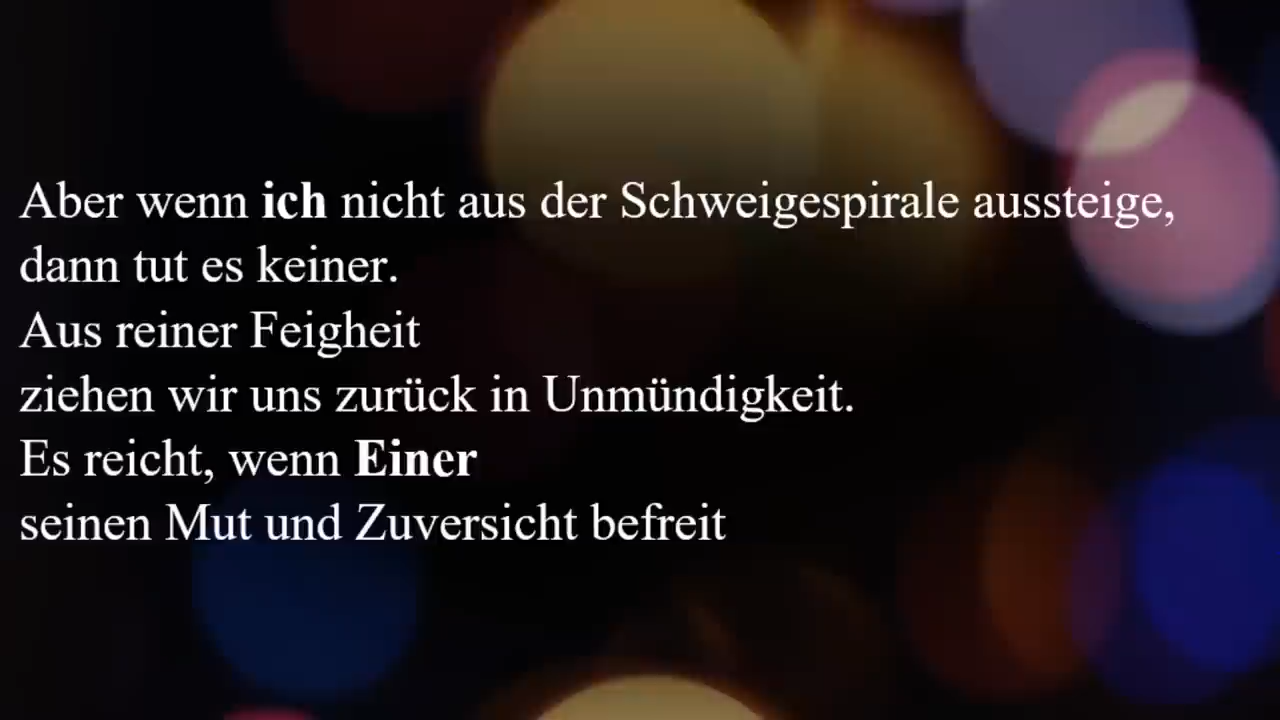 Aber wenn ich nicht aus der Schweigespirale aussteige,
dann tut es keiner.
Aus reiner Feigheit
ziehen wir uns zurück in Unmündigkeit.
Es reicht, wenn Einer
seinen Mut und Zuversicht befreit